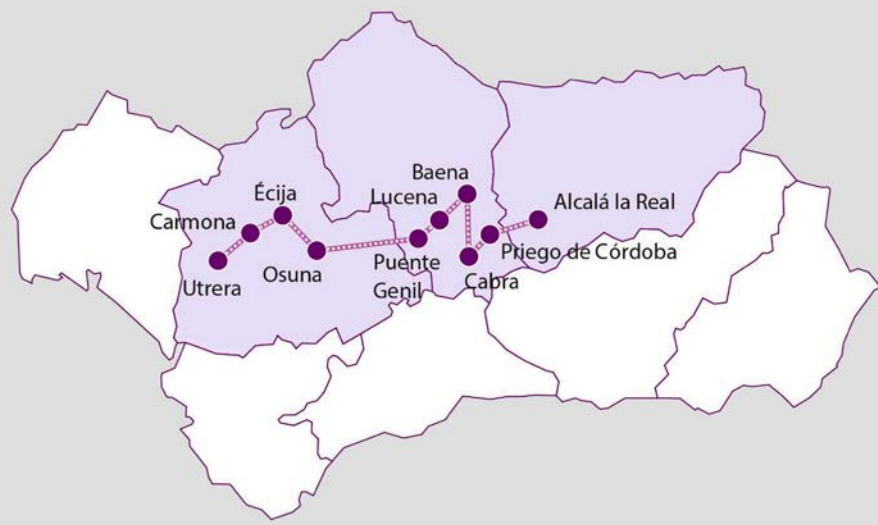 Baena
Écija
Lucena
Alcalá la Real
Carmona
Osuna
Puente
Genil
Priego de Córdoba
Utrera
Cabra